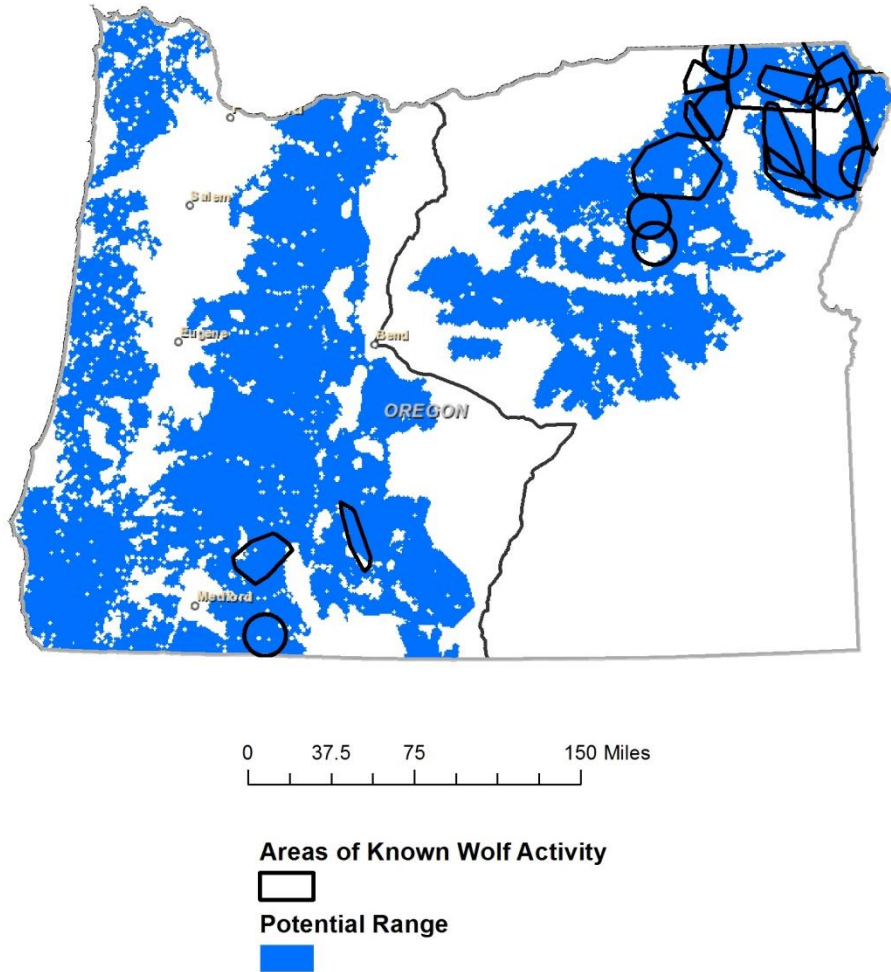 Salem
Eugene
Bend
OREGON
Medford
0 37.5 75 150 Miles
Areas of Known Wolf Activity
Potential Range